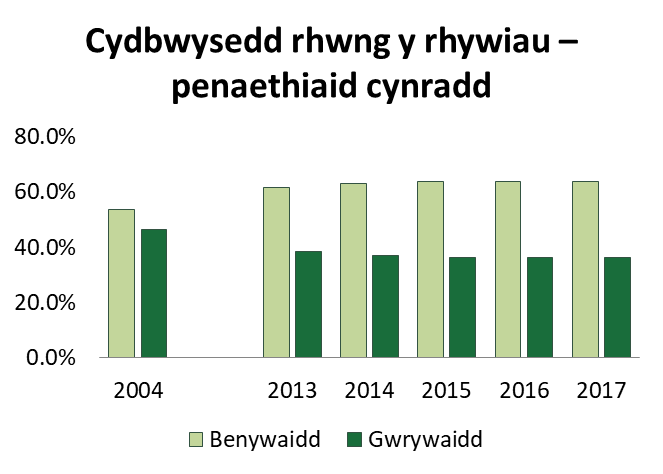 Cydbwysedd rhwng y rhywiau –
penaethiaid cynradd
80.0%
60.0%
40.0%
20.0%
0.0%
2004 2013 2014 2015 2016 2017
Benywaidd Gwrywaidd